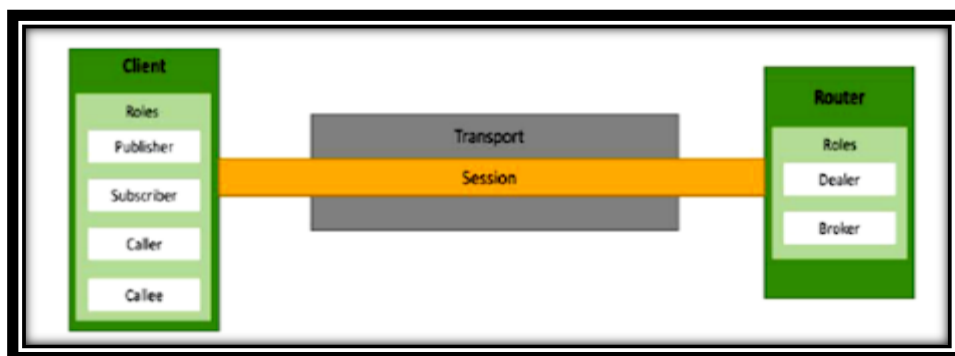 Client
Roles
Publisher
Subscriber
Caller
Callee
Transport
Session
Router
Roles
Dealer
Broker